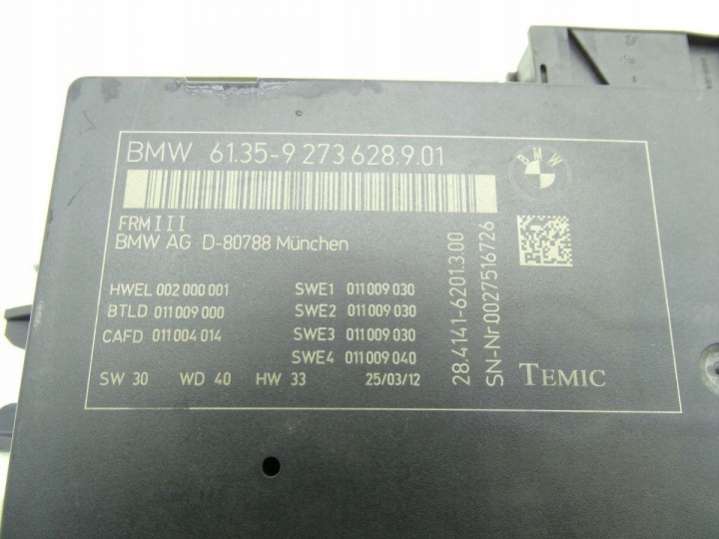 BMW 61.35-9 273 628.9 01
BMW
FRM III
BMW AG D-80788 München
HWEL 002 000 001
BTLD 011 009 000
CAFD 011 004 014
SWE1 011 009 030
SWE2 011 009 030
SWE3 011 009 030
SWE4 011 009 040
SW 30 WD 40 HW 33 25/03/12
28.4141-6201.3.00
SN-Nr 0027516726
TEMIC